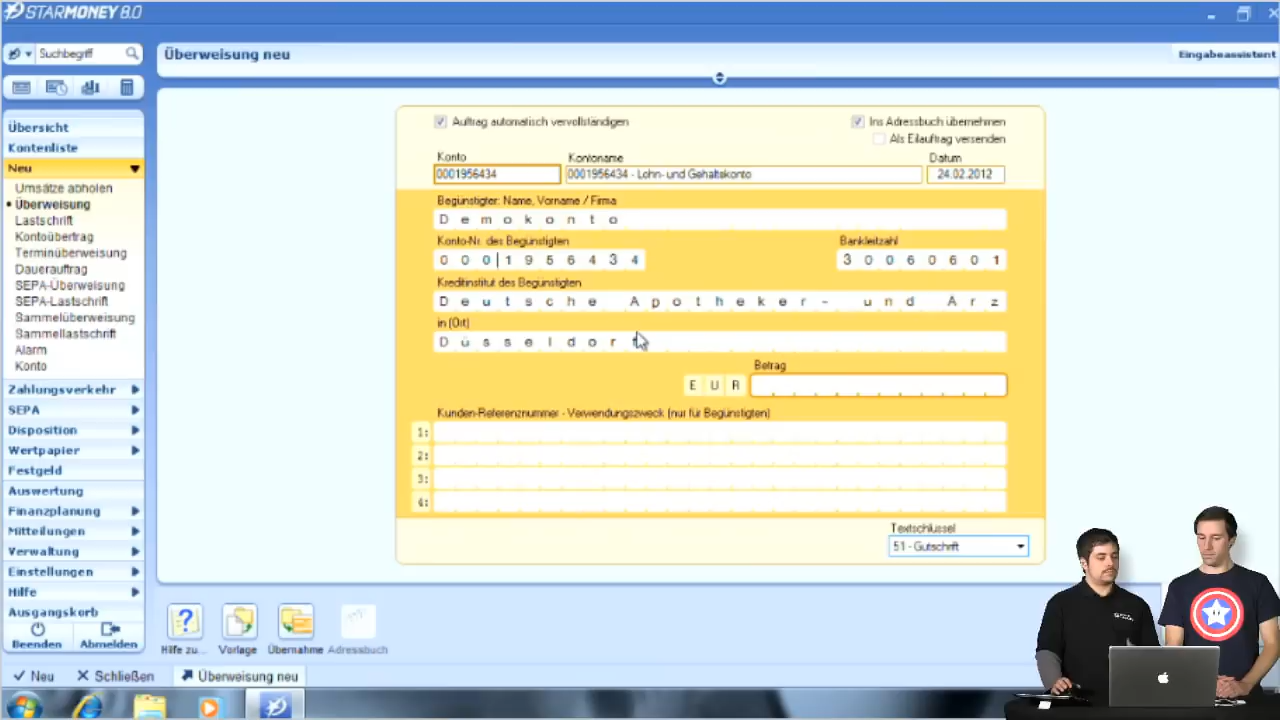 STARMONEY 8.0
Suchbegriff
Überweisung neu
Eingabeassistent
Übersicht
Kontenliste
Neu
Umsätze abholen
• Überweisung
Lastschrift
Kontoübertrag
Terminüberweisung
Dauerauftrag
SEPA-Überweisung
SEPA-Lastschrift
Sammelüberweisung
Sammellastschrift
Alarm
Konto
Zahlungsverkehr
SEPA
Disposition
Wertpapier
Festgeld
Auswertung
Finanzplanung
Mitteilungen
Verwaltung
Einstellungen
Hilfe
Ausgangskorb
Beenden Abmelden
Auftrag automatisch vervollständigen
Ins Adressbuch übernehmen
Als Eilauftrag versenden
Konto Kontoname Datum
0001956434 0001956434 - Lohn- und Gehaltskonto 24.02.2012
Begünstigter: Name, Vorname / Firma
Demokonto
Konto-Nr. des Begünstigten Bankleitzahl
0001956434 30060601
Kreditinstitut des Begünstigten
Deutsche Apotheker- und Ärz
in (Ort)
Düsseldorf
Betrag
EUR
Kunden-Referenznummer - Verwendungszweck (nur für Begünstigten)
1:
2:
3:
4:
Textschlüssel
51 - Gutschrift
Hilfe zu... Vorlage Übernahme Adressbuch
Neu Schließen Überweisung neu